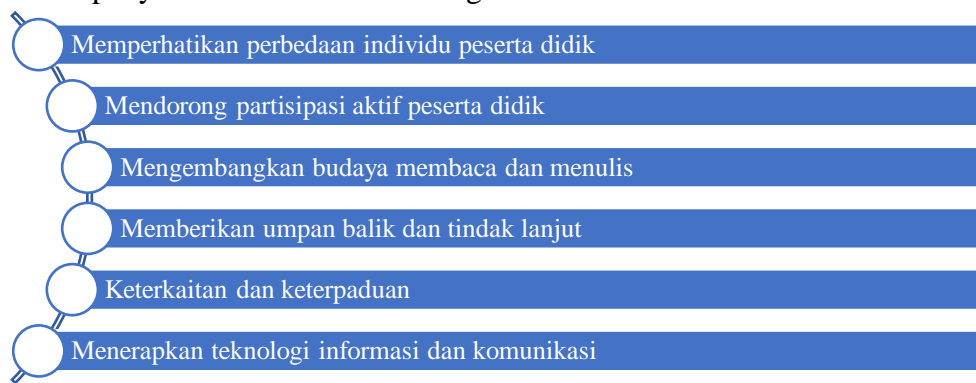 Memperhatikan perbedaan individu peserta didik
Mendorong partisipasi aktif peserta didik
Mengembangkan budaya membaca dan menulis
Memberikan umpan balik dan tindak lanjut
Keterkaitan dan keterpaduan
Menerapkan teknologi informasi dan komunikasi